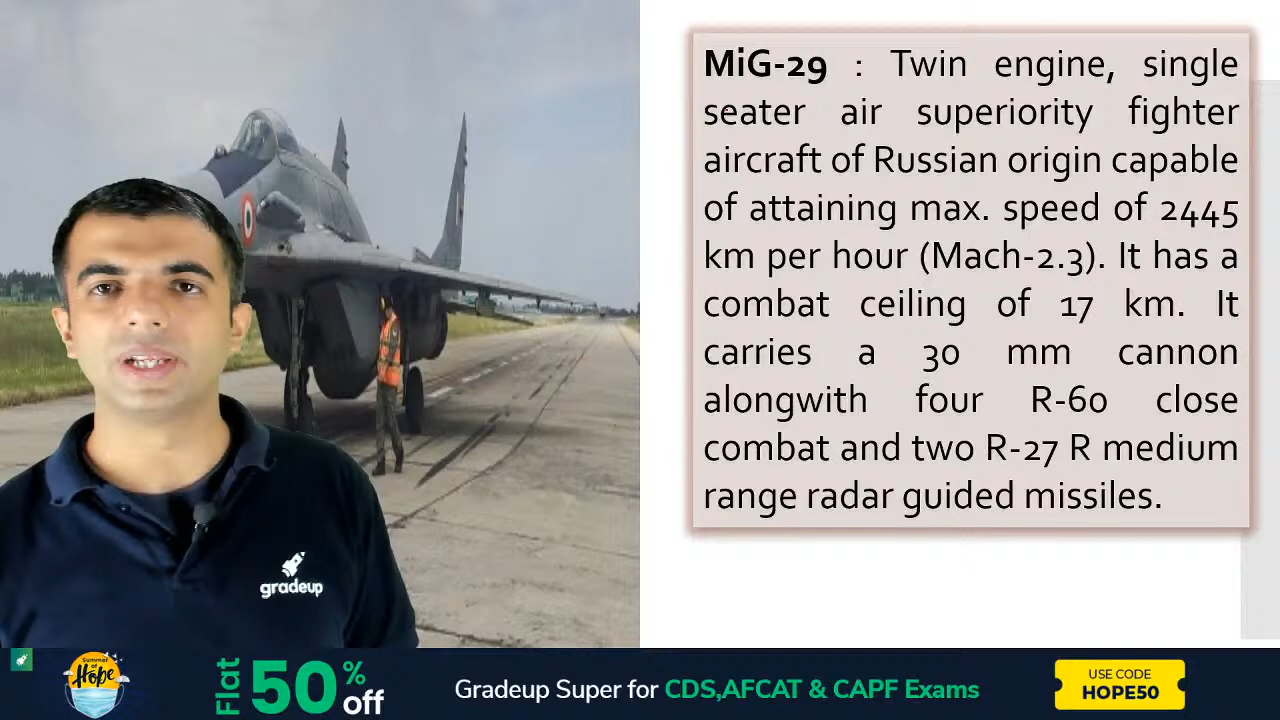 MiG-29 : Twin engine, single
seater air superiority fighter
aircraft of Russian origin capable
of attaining max. speed of 2445
km per hour (Mach-2.3). It has a
combat ceiling of 17 km. It
carries a 30 mm cannon
alongwith four R-60 close
combat and two R-27 R medium
range radar guided missiles.
gradeup
Summer
of
Hope
Flat 50% off
Gradeup Super for CDS,AFCAT & CAPF Exams
USE CODE
HOPE50